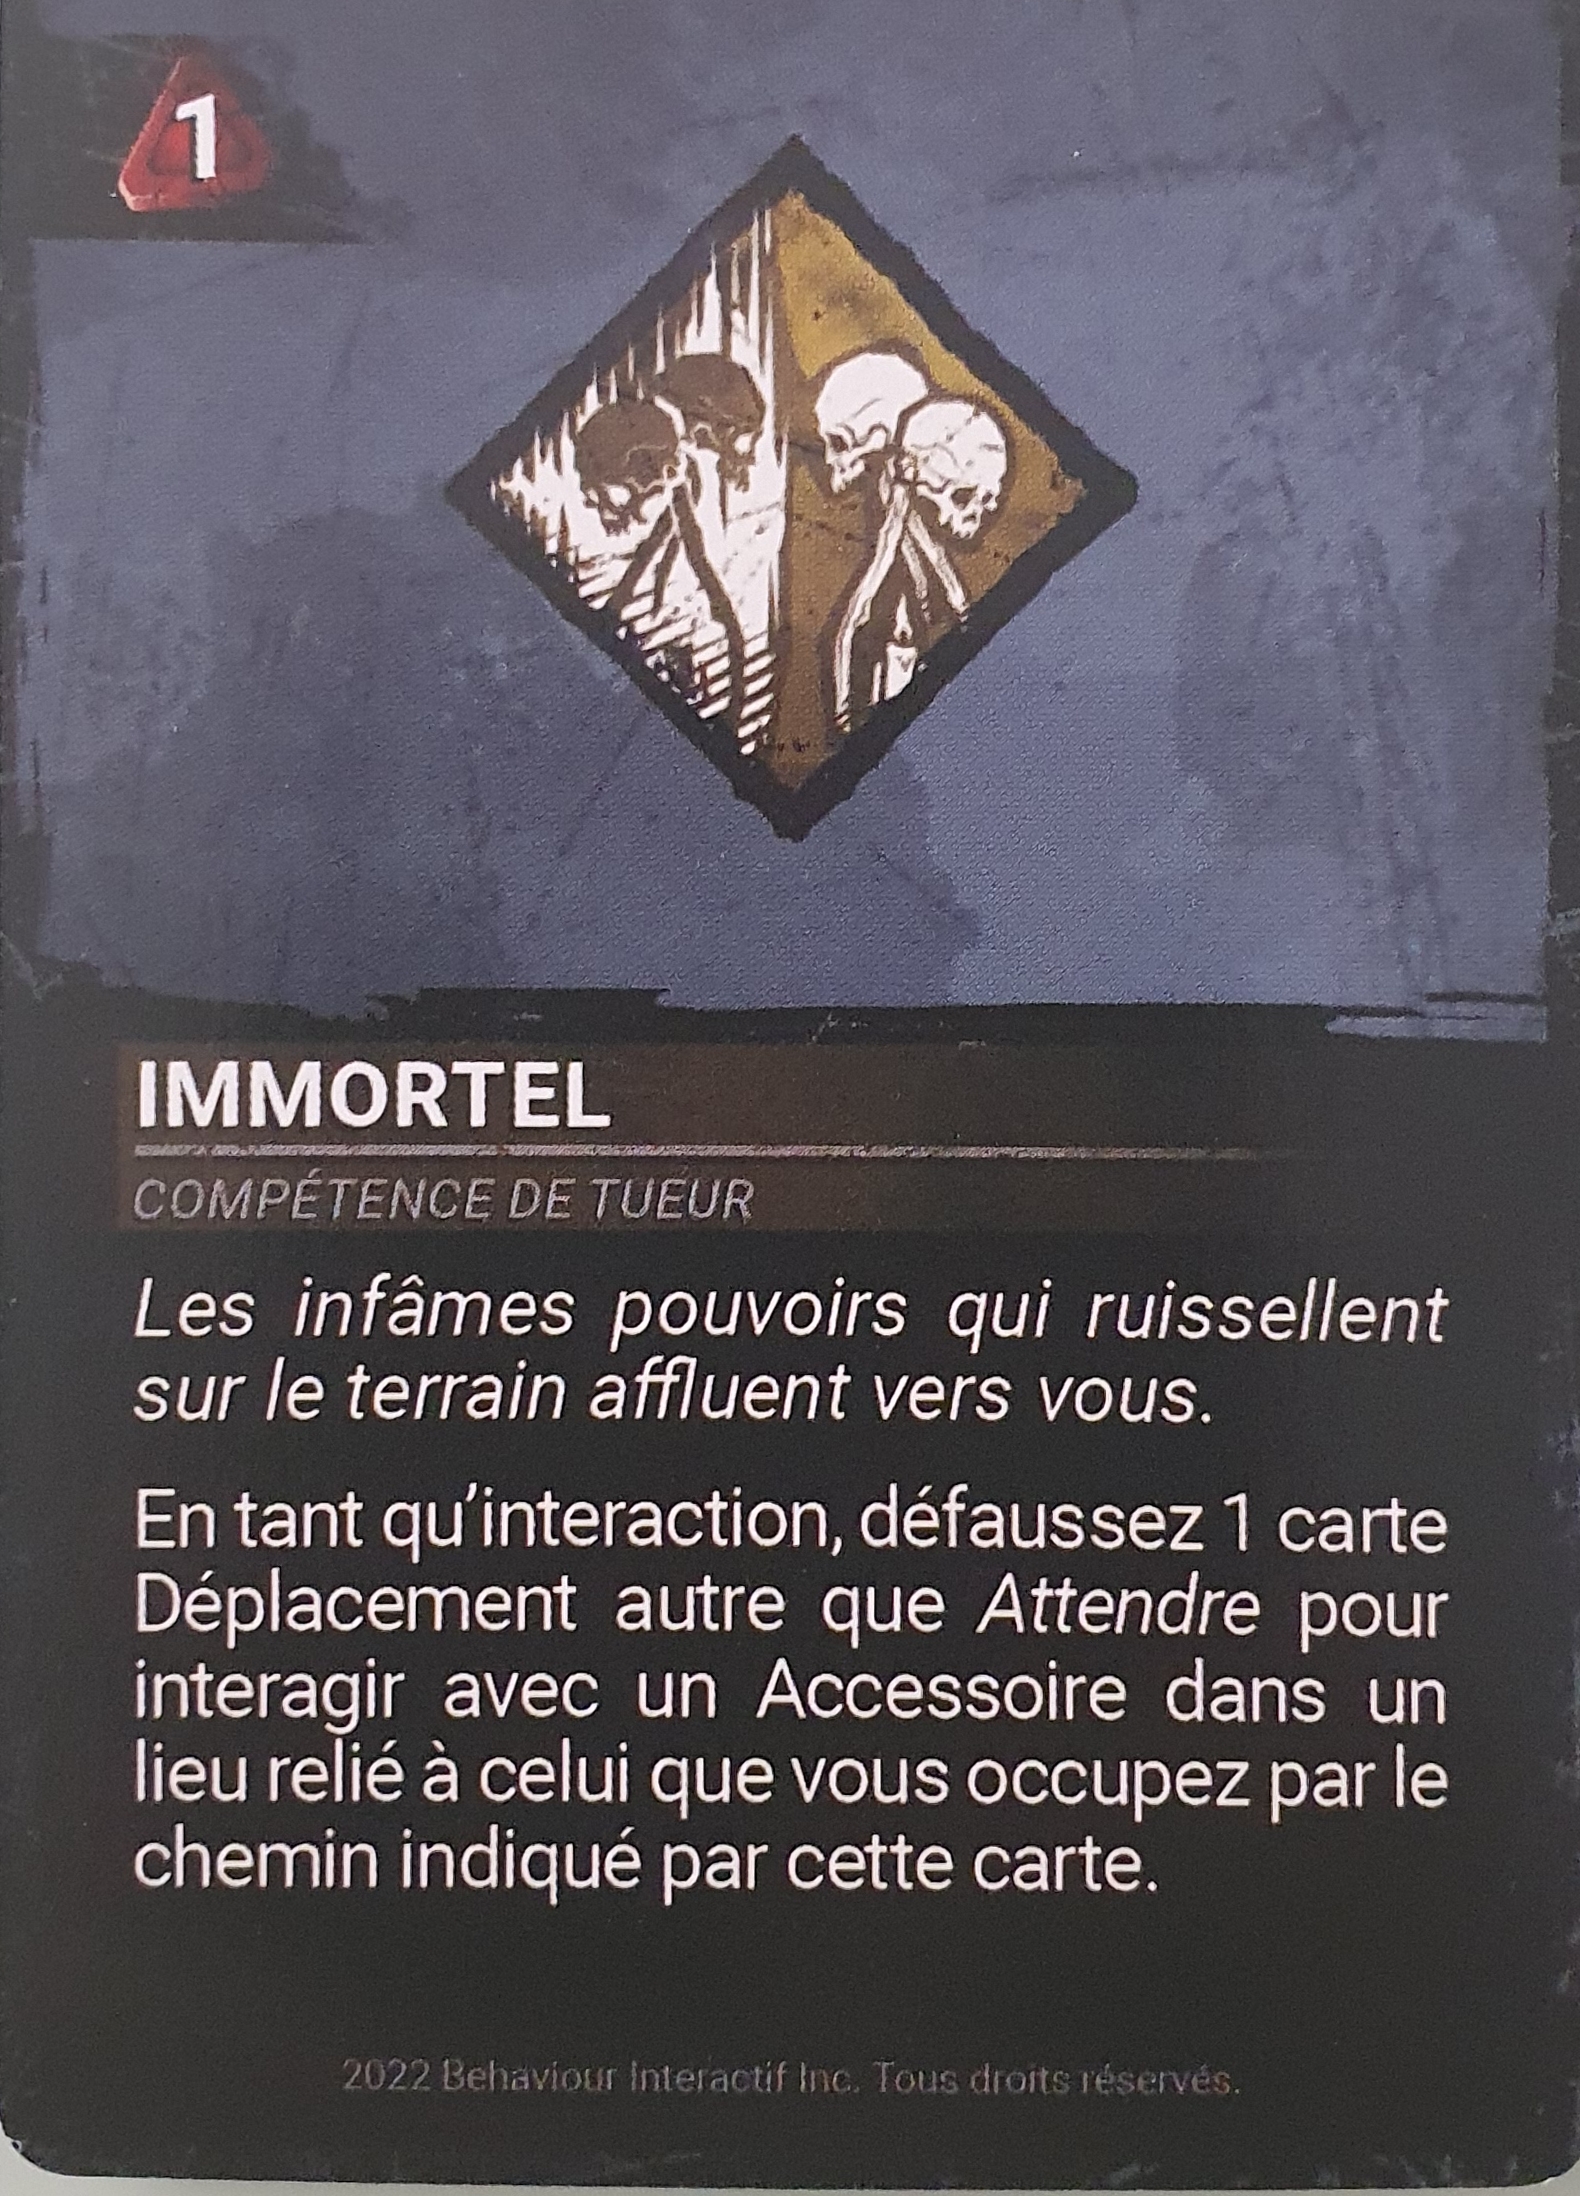 1
IMMORTEL
COMPÉTENCE DE TUEUR
Les infâmes pouvoirs qui ruissellent
sur le terrain affluent vers vous.
En tant qu'interaction, défaussez 1 carte
Déplacement autre que Attendre pour
interagir avec un Accessoire dans un
lieu relié à celui que vous occupez par le
chemin indiqué par cette carte.
2022 Behaviour Interactif Inc. Tous droits réservés.